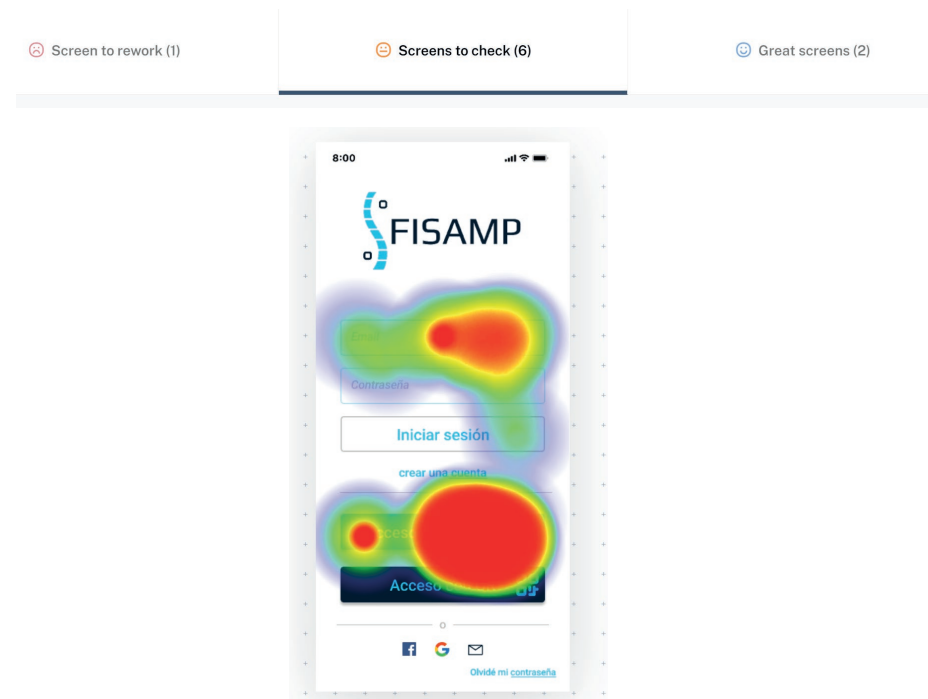 Screen to rework (1)
Screens to check (6)
Great screens (2)
8:00
FISAMP
Email
Contraseña
Iniciar sesión
crear una cuenta
Acceso
o
Olvidé mi contraseña